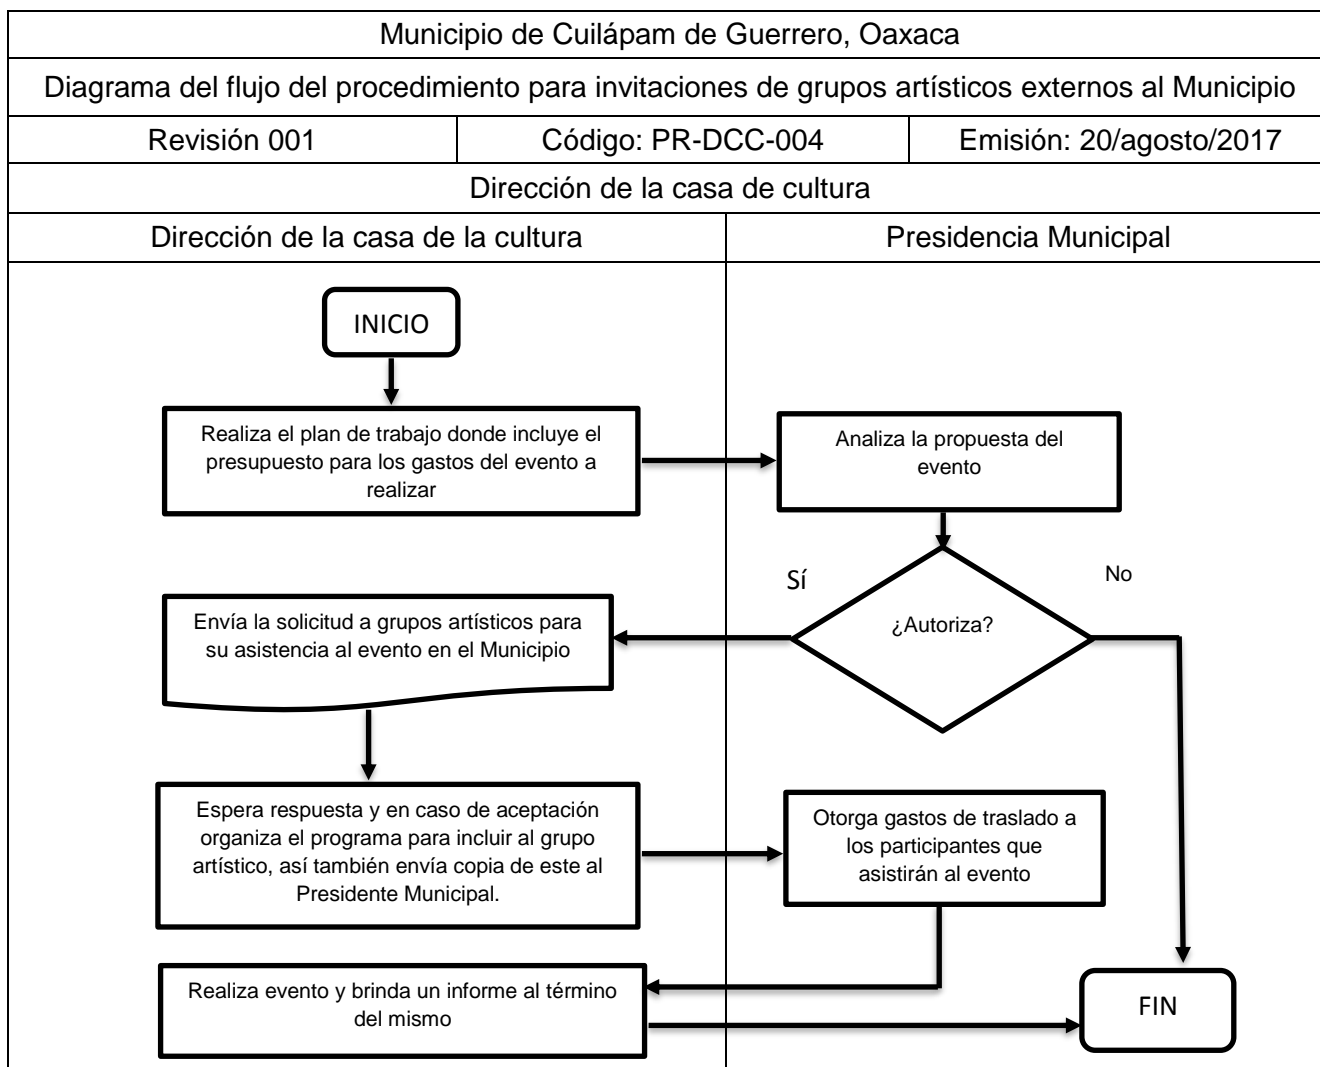 Municipio de Cuilápam de Guerrero, Oaxaca
Diagrama del flujo del procedimiento para invitaciones de grupos artísticos externos al Municipio
Revisión 001
Código: PR-DCC-004
Emisión: 20/agosto/2017
Dirección de la casa de cultura
Dirección de la casa de la cultura
Presidencia Municipal
INICIO
Realiza el plan de trabajo donde incluye el
presupuesto para los gastos del evento a
realizar
Analiza la propuesta del
evento
Sí
No
¿Autoriza?
Envía la solicitud a grupos artísticos para
su asistencia al evento en el Municipio
Espera respuesta y en caso de aceptación
organiza el programa para incluir al grupo
artístico, así también envía copia de este al
Presidente Municipal.
Otorga gastos de traslado a
los participantes que
asistirán al evento
Realiza evento y brinda un informe al término
del mismo
FIN